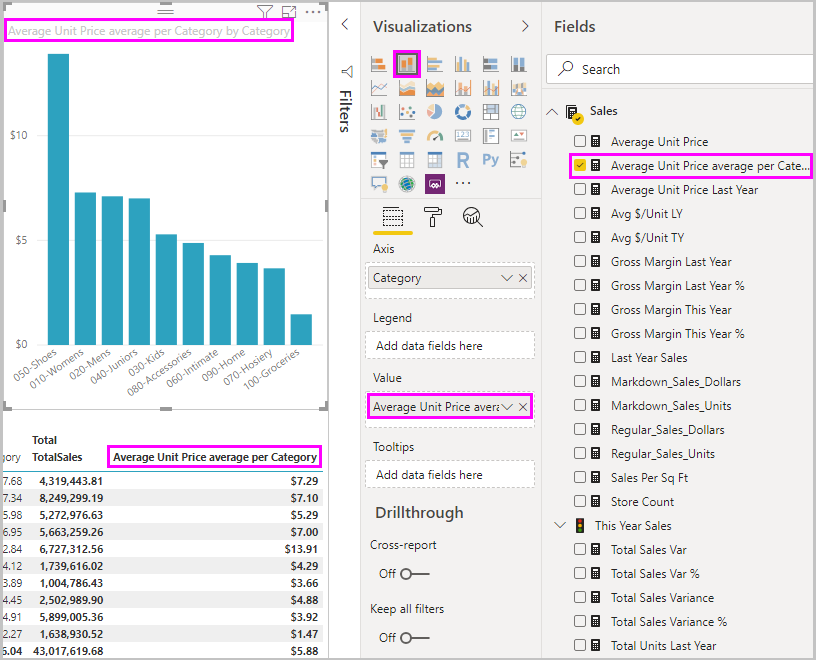 Average Unit Price average per Category by Category
$10
$5
$0
050-Shoes
010-Womens
020-Mens
040-Juniors
030-Kids
080-Accessories
060-Intimate
090-Home
070-Hosiery
100-Groceries
Total
gory TotalSales Average Unit Price average per Category
7.68 4,319,443.81 $7.29
7.34 8,249,299.19 $7.10
5.98 5,272,976.63 $5.29
6.95 5,663,259.26 $7.00
2.84 6,727,312.56 $13.91
4.12 1,739,616.02 $4.29
3.89 1,004,786.43 $3.66
4.45 2,502,989.90 $4.88
4.91 5,899,005.36 $3.92
2.27 1,638,930.52 $1.47
6.04 43,017,619.68 $5.88
Filters
Visualizations
123
R
Py
Axis
Category
Legend
Add data fields here
Value
Average Unit Price avera
Tooltips
Add data fields here
Drillthrough
Cross-report
Off
Keep all filters
Off
Fields
Search
Sales
Average Unit Price
Average Unit Price average per Cate...
Average Unit Price Last Year
Avg $/Unit LY
Avg $/Unit TY
Gross Margin Last Year
Gross Margin Last Year %
Gross Margin This Year
Gross Margin This Year %
Last Year Sales
Markdown_Sales_Dollars
Markdown_Sales_Units
Regular_Sales_Dollars
Regular_Sales_Units
Sales Per Sq Ft
Store Count
This Year Sales
Total Sales Var
Total Sales Var %
Total Sales Variance
Total Sales Variance %
Total Units Last Year